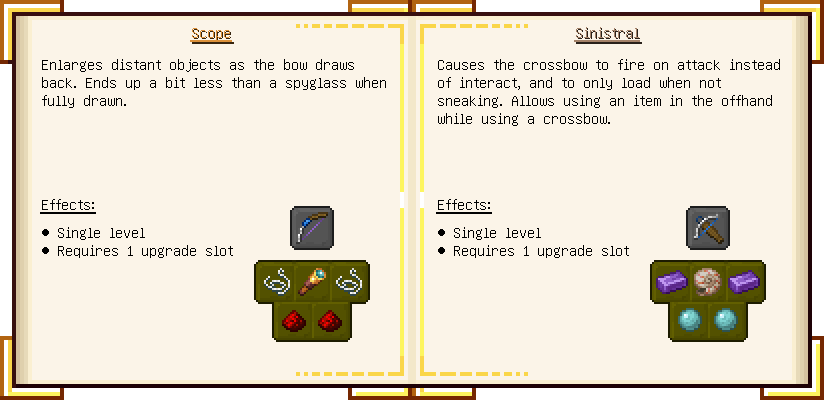 Scope
Enlarges distant objects as the bow draws
back. Ends up a bit less than a spyglass when
fully drawn.
Effects:
● Single level
● Requires 1 upgrade slot
Sinistral
Causes the crossbow to fire on attack instead
of interact, and to only load when not
sneaking. Allows using an item in the offhand
while using a crossbow.
Effects:
● Single level
● Requires 1 upgrade slot